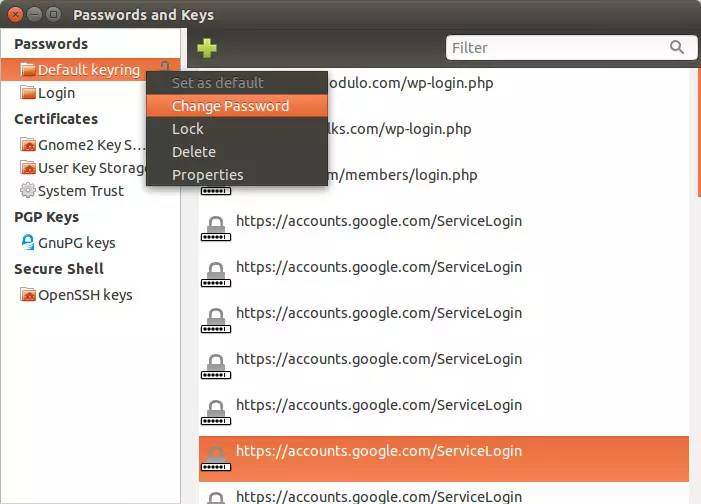 Passwords and Keys
Passwords
Default keyring
Login
Certificates
Gnome2 Key S...
User Key Storage
System Trust
PGP Keys
GnuPG keys
Secure Shell
OpenSSH keys
Filter
Set as default
Change Password
Lock
Delete
Properties
odulo.com/wp-login.php
lks.com/wp-login.php
m/members/login.php
https://accounts.google.com/ServiceLogin
https://accounts.google.com/ServiceLogin
https://accounts.google.com/ServiceLogin
https://accounts.google.com/ServiceLogin
https://accounts.google.com/ServiceLogin
https://accounts.google.com/ServiceLogin
https://accounts.google.com/ServiceLogin